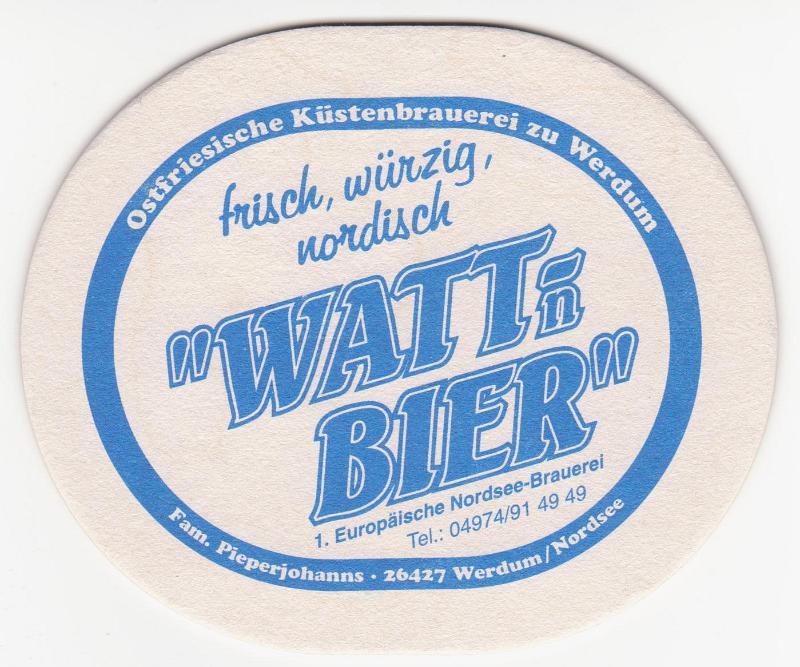 Ostfriesische Küstenbrauerei zu Werdum
frisch, würzig,
nordisch
"WATT'n
BIER"
1. Europäische Nordsee-Brauerei
Tel.: 04974/91 49 49
Fam. Pieperjohanns · 26427 Werdum/Nordsee